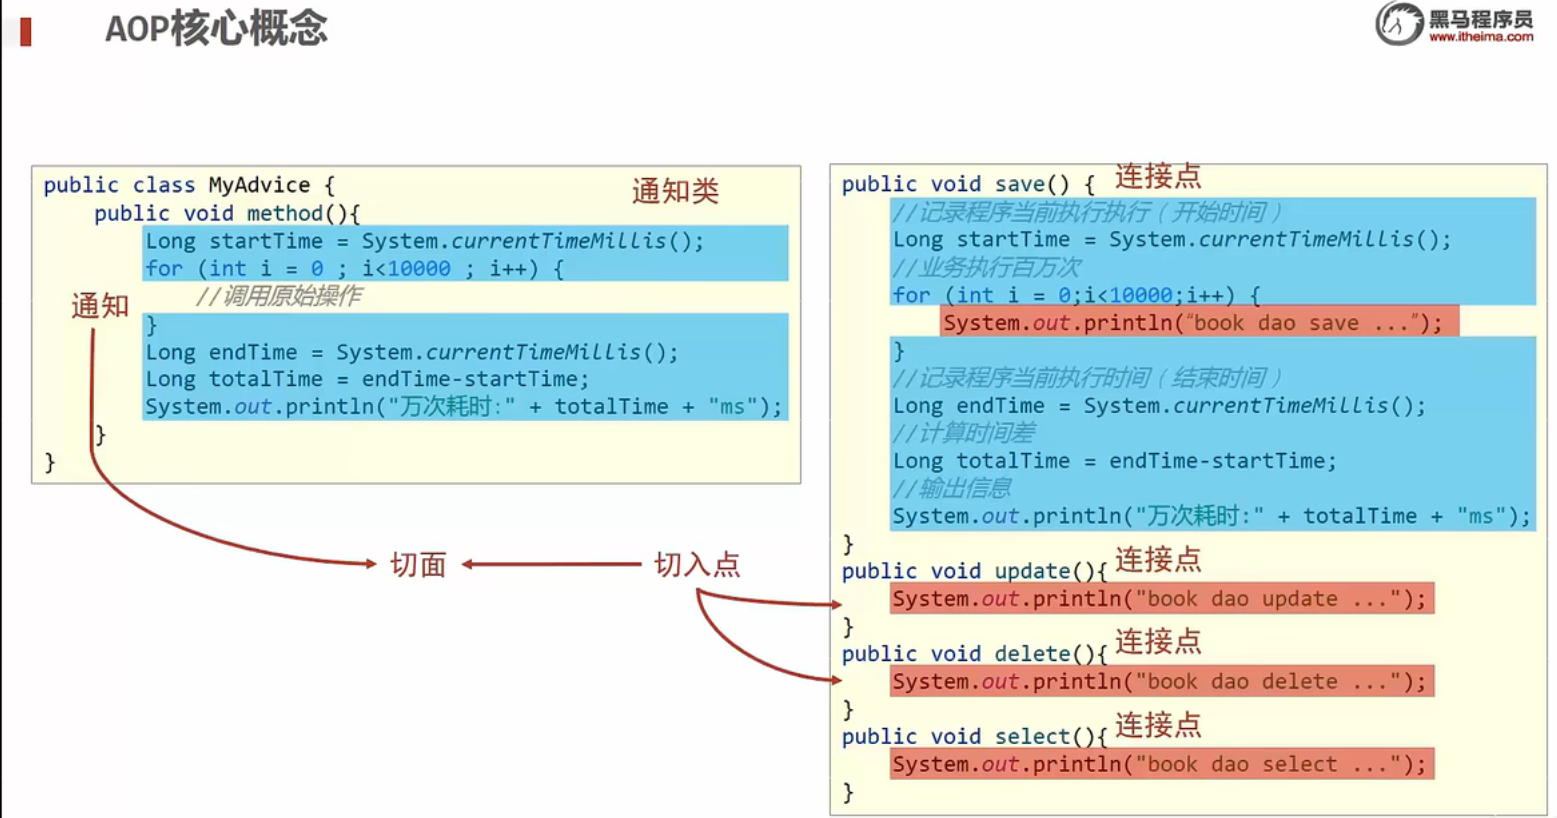 AOP核心概念
黑马程序员
www.itheima.com
public class MyAdvice {
通知类
public void method(){
Long startTime = System.currentTimeMillis();
for (int i = 0 ; i<10000 ; i++) {
//调用原始操作
通知
}
Long endTime = System.currentTimeMillis();
Long totalTime = endTime-startTime;
System.out.println("万次耗时:" + totalTime + "ms");
}
}
切面
切入点
public void save() {
连接点
//记录程序当前执行执行（开始时间）
Long startTime = System.currentTimeMillis();
//业务执行百万次
for (int i = 0;i<10000;i++) {
System.out.println(“book dao save ...”);
}
//记录程序当前执行时间（结束时间）
Long endTime = System.currentTimeMillis();
//计算时间差
Long totalTime = endTime-startTime;
//输出信息
System.out.println("万次耗时:" + totalTime + "ms");
}
连接点
public void update(){
System.out.println("book dao update ...");
}
连接点
public void delete(){
System.out.println("book dao delete ...");
}
连接点
public void select(){
System.out.println("book dao select ...");
}